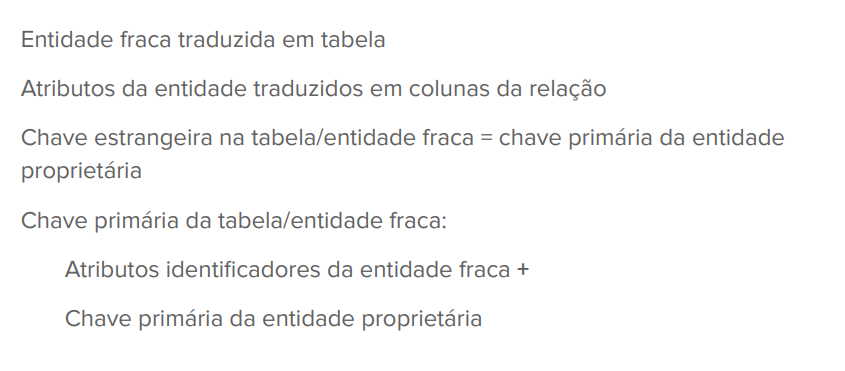 Entidade fraca traduzida em tabela
Atributos da entidade traduzidos em colunas da relação
Chave estrangeira na tabela/entidade fraca = chave primária da entidade
proprietária
Chave primária da tabela/entidade fraca:
Atributos identificadores da entidade fraca +
Chave primária da entidade proprietária